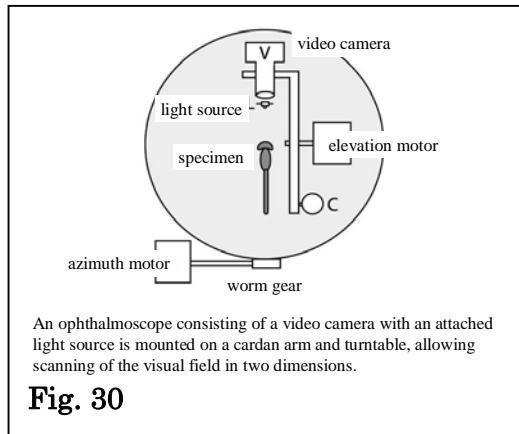 video camera
V
light source
specimen
elevation motor
C
azimuth motor
worm gear
An ophthalmoscope consisting of a video camera with an attached
light source is mounted on a cardan arm and turntable, allowing
scanning of the visual field in two dimensions.
Fig. 30